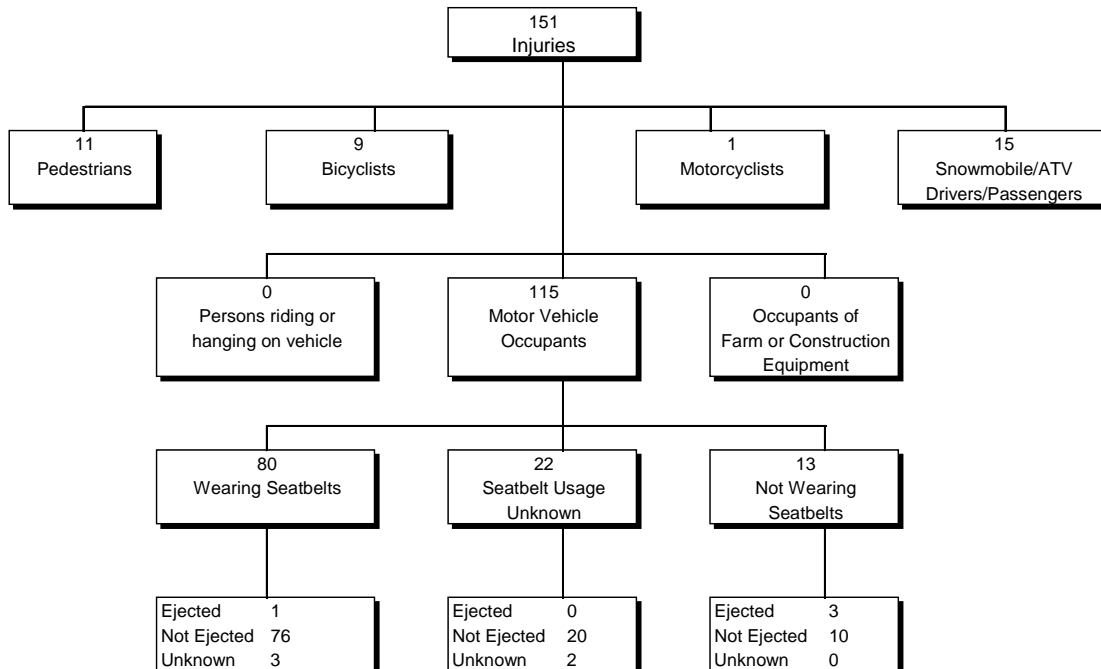 151
Injuries
11
Pedestrians
9
Bicyclists
1
Motorcyclists
15
Snowmobile/ATV
Drivers/Passengers
0
Persons riding or
hanging on vehicle
115
Motor Vehicle
Occupants
0
Occupants of
Farm or Construction
Equipment
80
Wearing Seatbelts
22
Seatbelt Usage
Unknown
13
Not Wearing
Seatbelts
Ejected 1
Not Ejected 76
Unknown 3
Ejected 0
Not Ejected 20
Unknown 2
Ejected 3
Not Ejected 10
Unknown 0